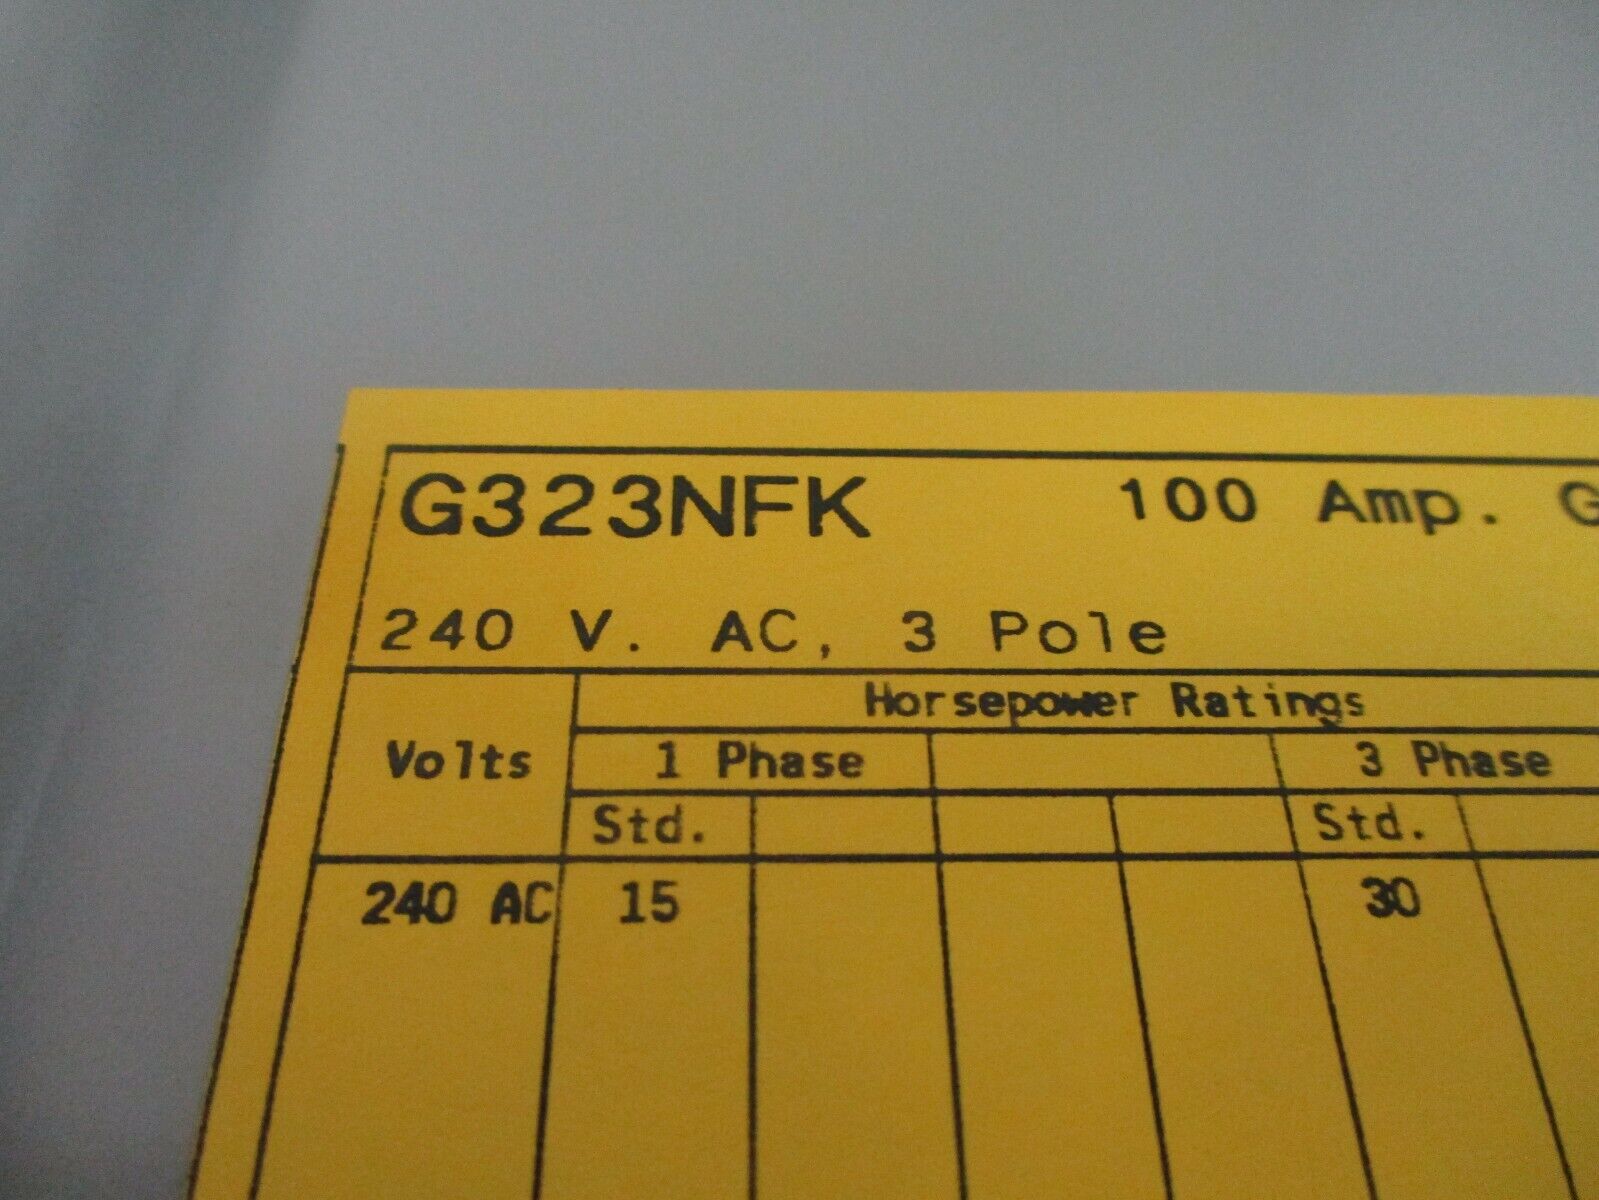 G323NFK 100 Amp. G
240 V. AC, 3 Pole
Horsepower Ratings
Volts 1 Phase 3 Phase
Std. Std.
240 AC 15 30